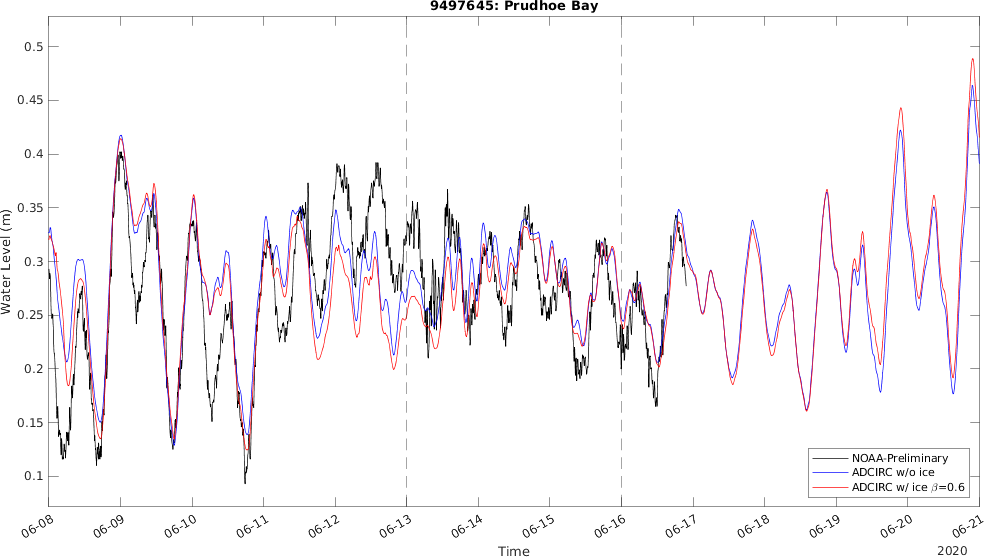 9497645: Prudhoe Bay
0.5
0.45
0.4
0.35
0.3
0.25
0.2
0.15
0.1
Water Level (m)
NOAA-Preliminary
ADCIRC w/o ice
ADCIRC w/ ice β=0.6
06-08 06-09 06-10 06-11 06-12 06-13 06-14 06-15 06-16 06-17 06-18 06-19 06-20 06-21
Time
2020